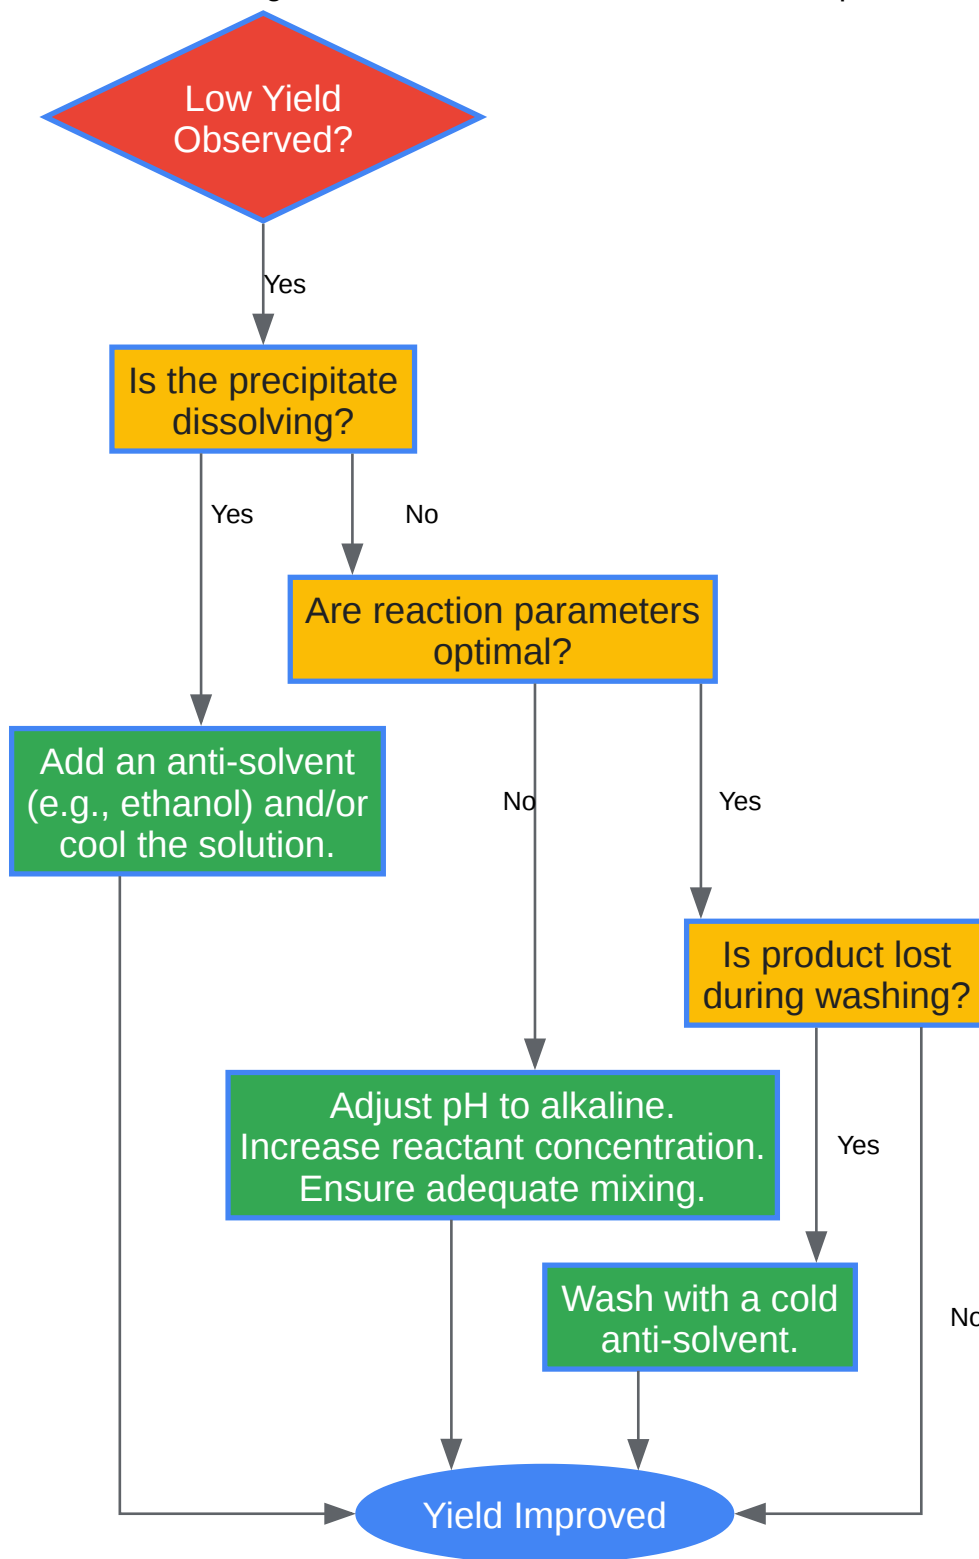 Low Yield
Observed?
Yes
Is the precipitate
dissolving?
Yes
No
Are reaction parameters
optimal?
Add an anti-solvent
(e.g., ethanol) and/or
cool the solution.
No
Yes
Is product lost
during washing?
Adjust pH to alkaline.
Increase reactant concentration.
Ensure adequate mixing.
Yes
Wash with a cold
anti-solvent.
No
Yield Improved